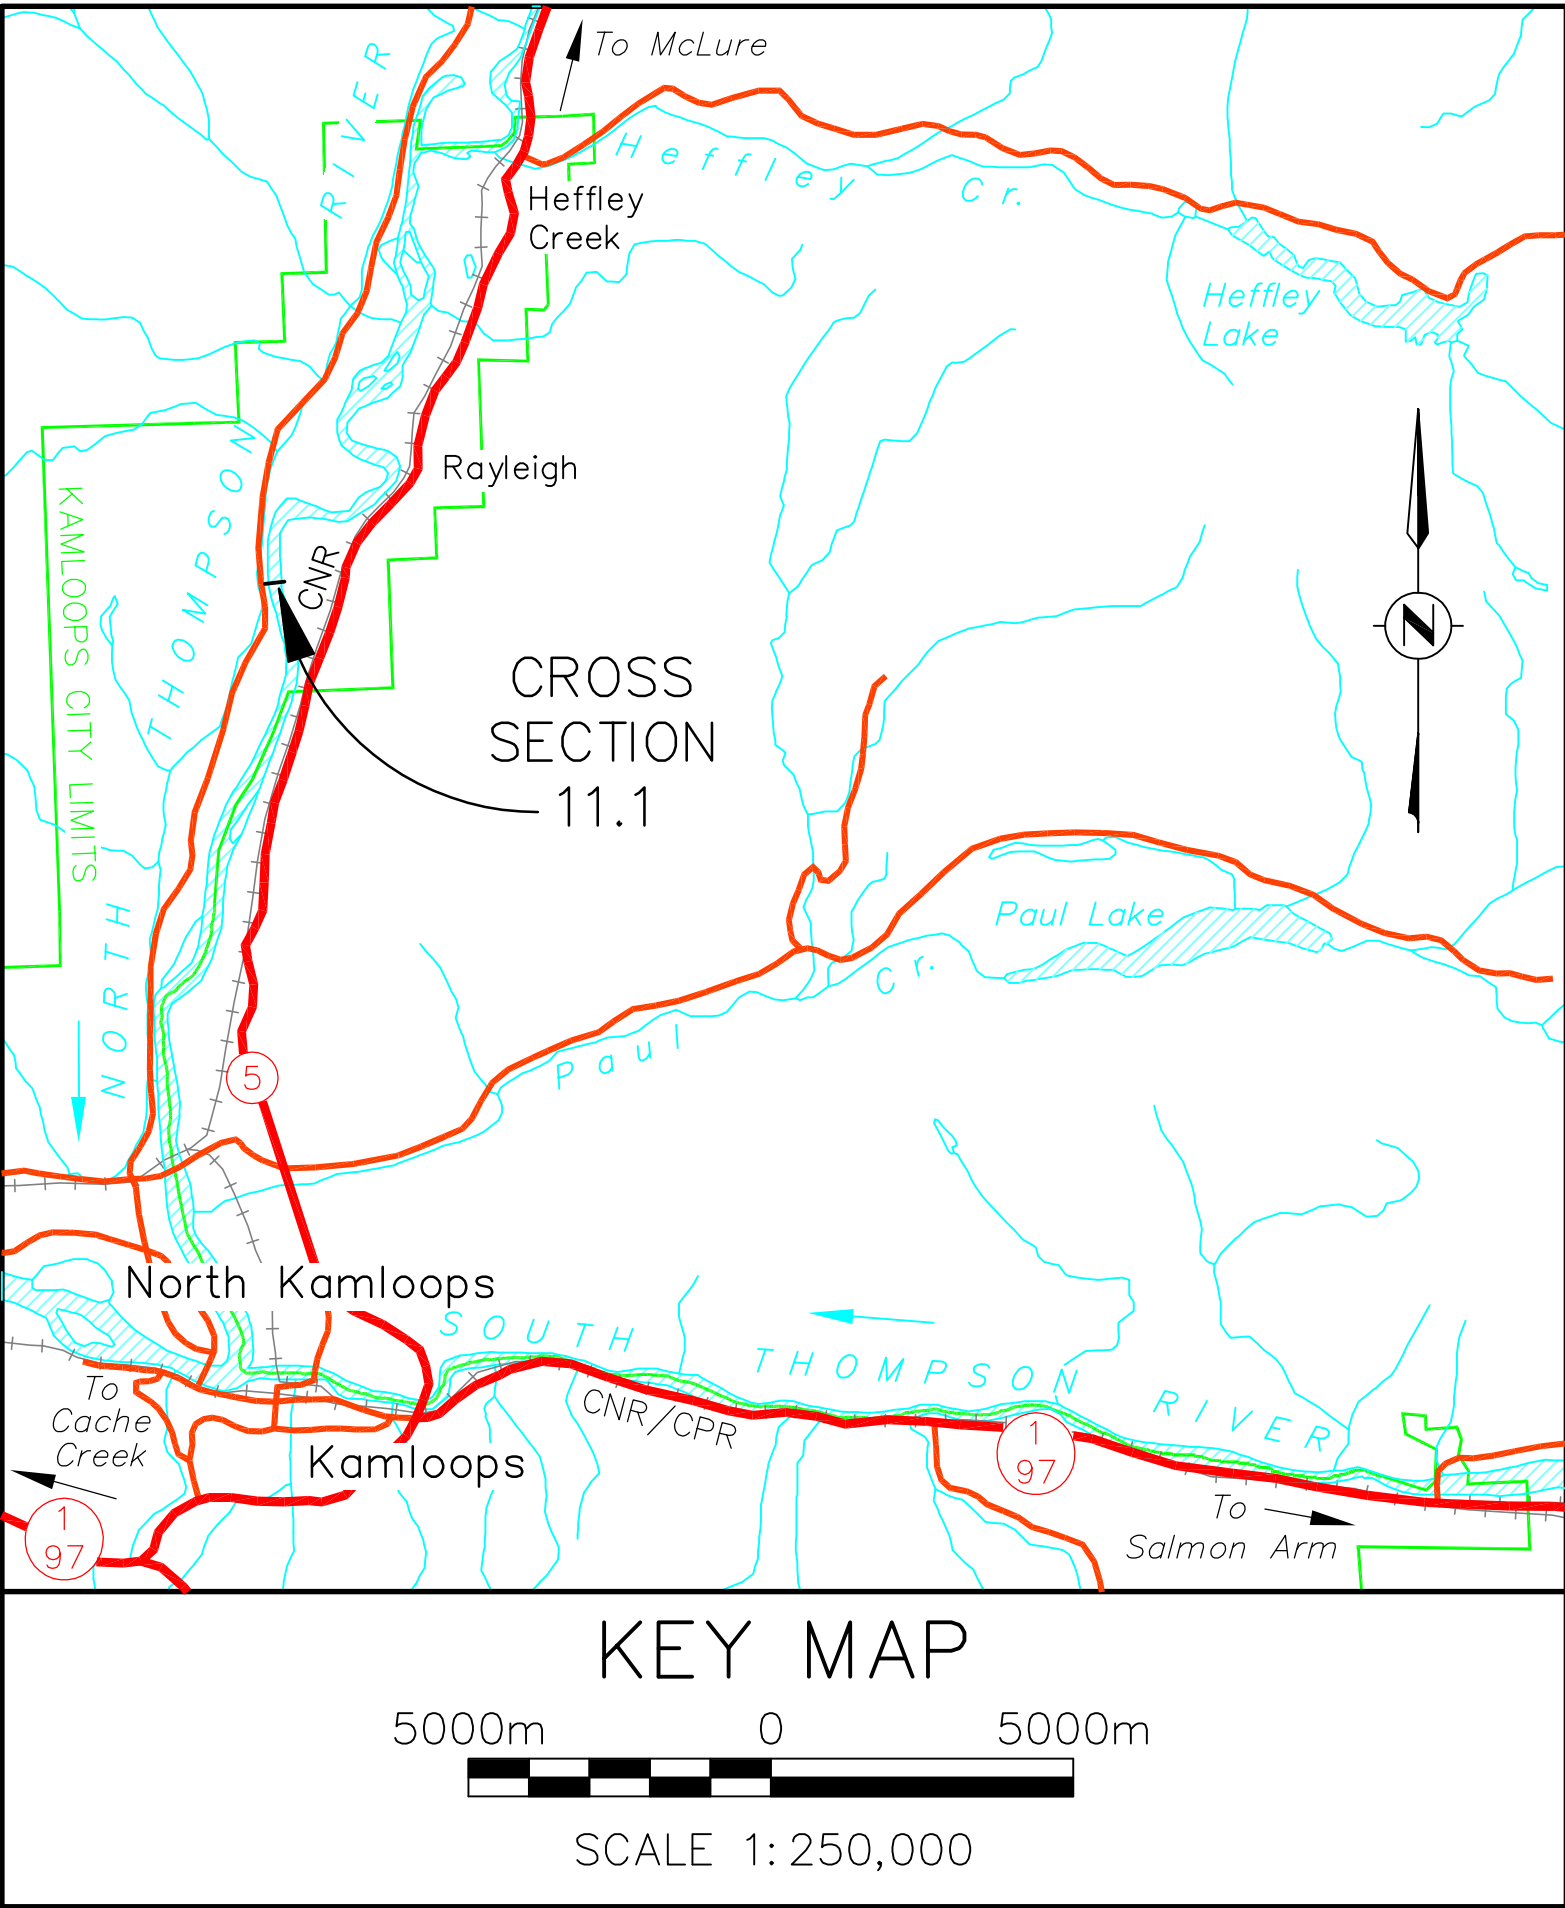 To McLure
RIVER
Heffley Cr.
Heffley
Creek
Heffley
Lake
THOMPSON
Rayleigh
KAMLOOPS CITY LIMITS
CNR
N
CROSS
SECTION
11.1
NORTH
Paul Lake
Paul Cr.
5
North Kamloops
SOUTH THOMPSON RIVER
To
Cache
Creek
CNR/CPR
Kamloops
1
97
1
97
To
Salmon Arm
KEY MAP
5000m 0 5000m
SCALE 1:250,000